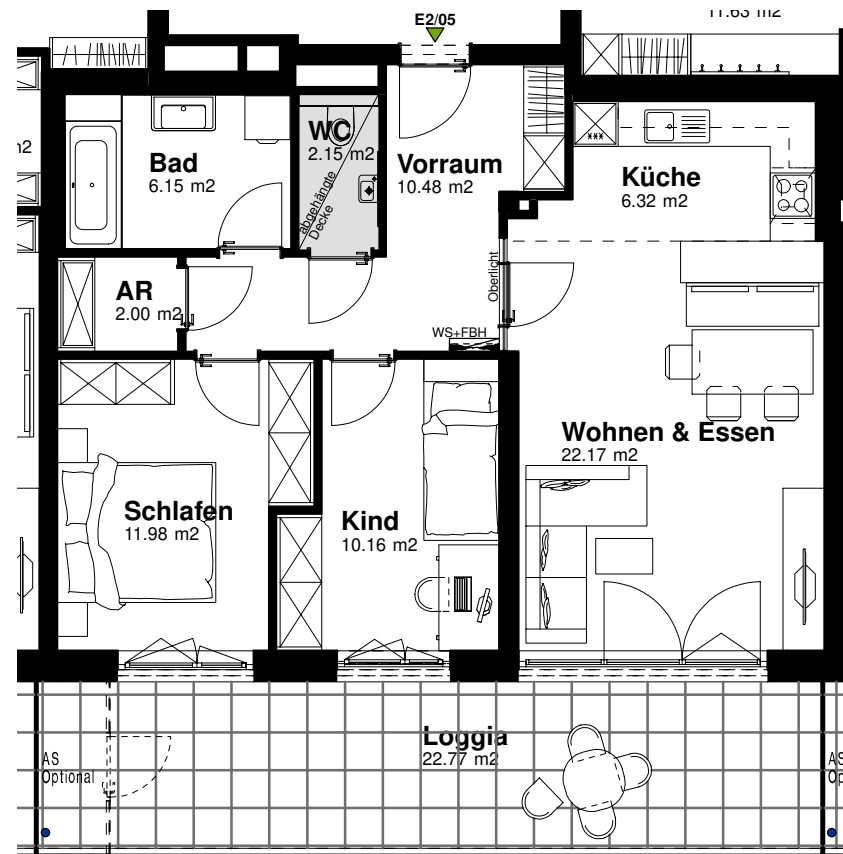 E2/05
11.63 m2
WC
2.15 m2
abgehängte
Decke
Bad
6.15 m2
Vorraum
10.48 m2
Küche
6.32 m2
AR
2.00 m2
Oberlicht
WS+FBH
Wohnen & Essen
22.17 m2
Schlafen
11.98 m2
Kind
10.16 m2
Loggia
22.77 m2
AS
Optional
AS